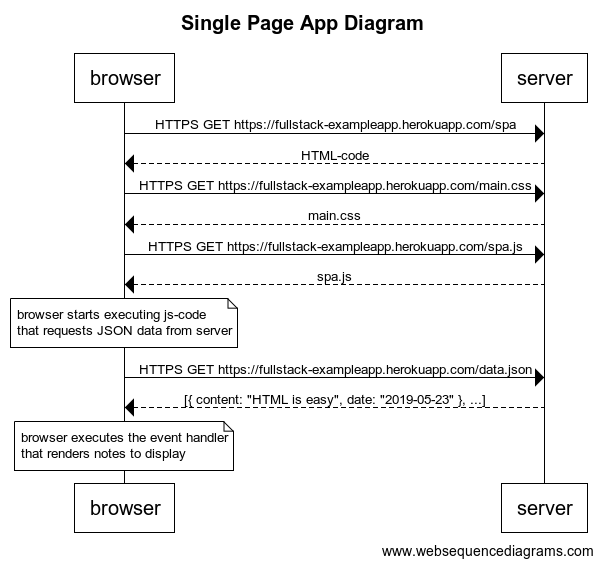 Single Page App Diagram
browser
server
HTTPS GET https://fullstack-exampleapp.herokuapp.com/spa
HTML-code
HTTPS GET https://fullstack-exampleapp.herokuapp.com/main.css
main.css
HTTPS GET https://fullstack-exampleapp.herokuapp.com/spa.js
spa.js
browser starts executing js-code
that requests JSON data from server
HTTPS GET https://fullstack-exampleapp.herokuapp.com/data.json
[{ content: "HTML is easy", date: "2019-05-23" }, ...]
browser executes the event handler
that renders notes to display
browser
server
www.websequencediagrams.com